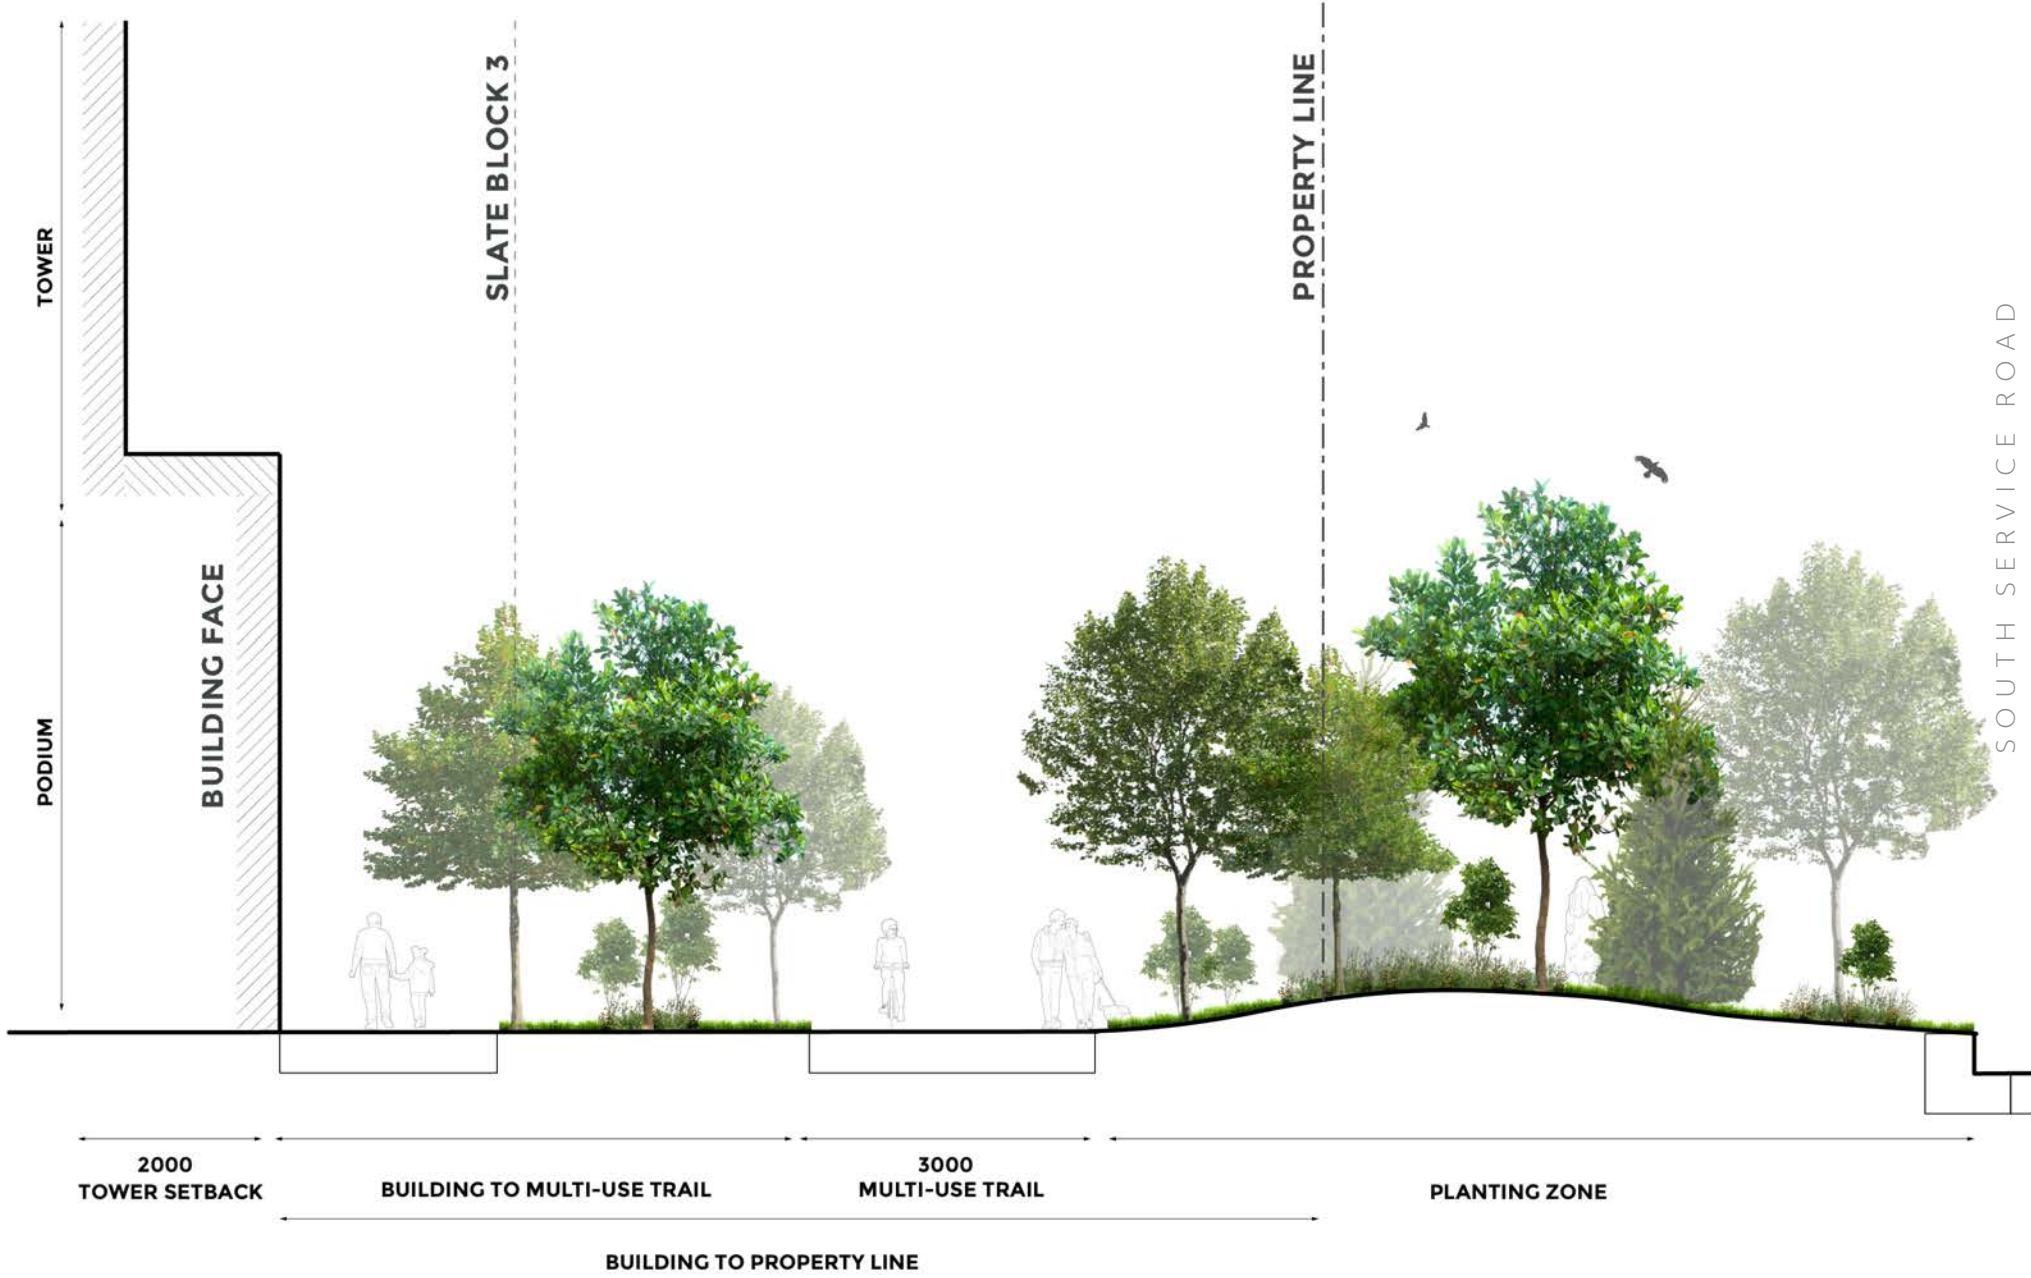 SLATE BLOCK 3
PROPERTY LINE
TOWER
SOUTH SERVICE ROAD
BUILDING FACE
PODIUM
2000
TOWER SETBACK
BUILDING TO MULTI-USE TRAIL
3000
MULTI-USE TRAIL
PLANTING ZONE
BUILDING TO PROPERTY LINE